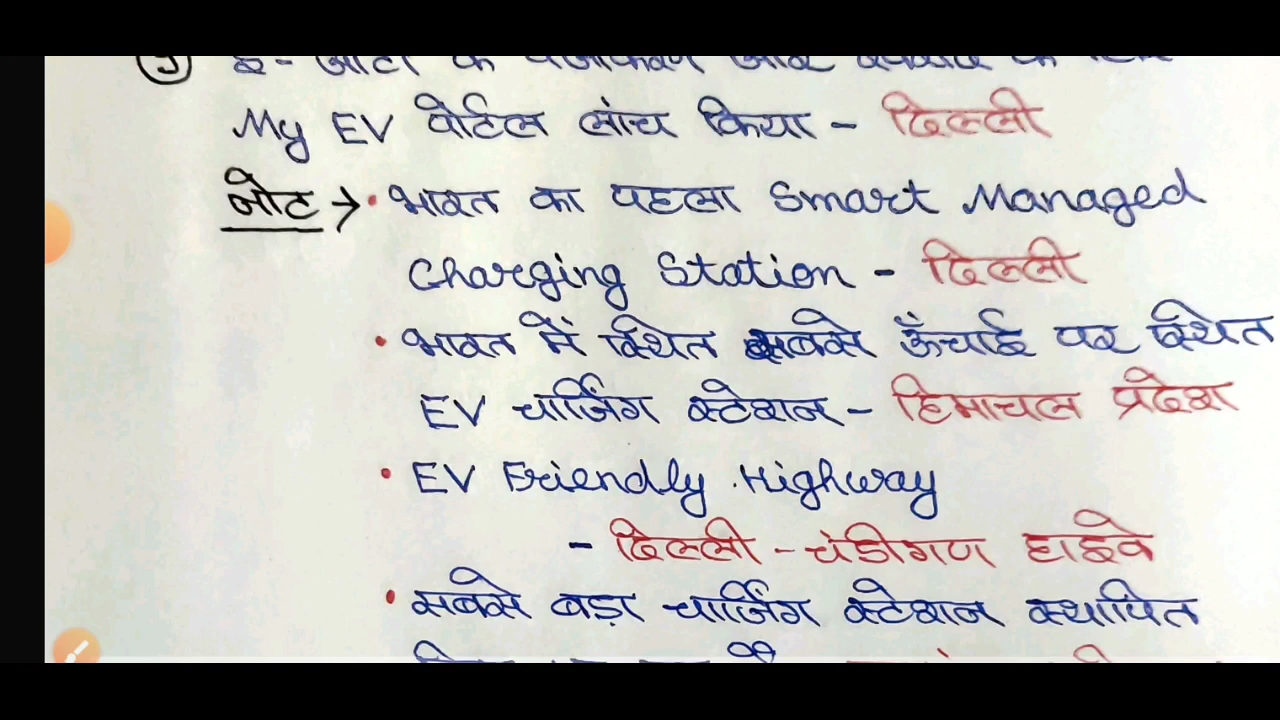 My EV पोर्टल लांच किया - दिल्ली
नोट → • भारत का पहला Smart Managed
Charging Station - दिल्ली
• भारत में स्थित सबसे ऊँचाई पर स्थित
EV चार्जिंग स्टेशन - हिमाचल प्रदेश
• EV Friendly Highway
- दिल्ली - चंडीगण हाइवे
• सबसे बड़ा चार्जिंग स्टेशन स्थापित